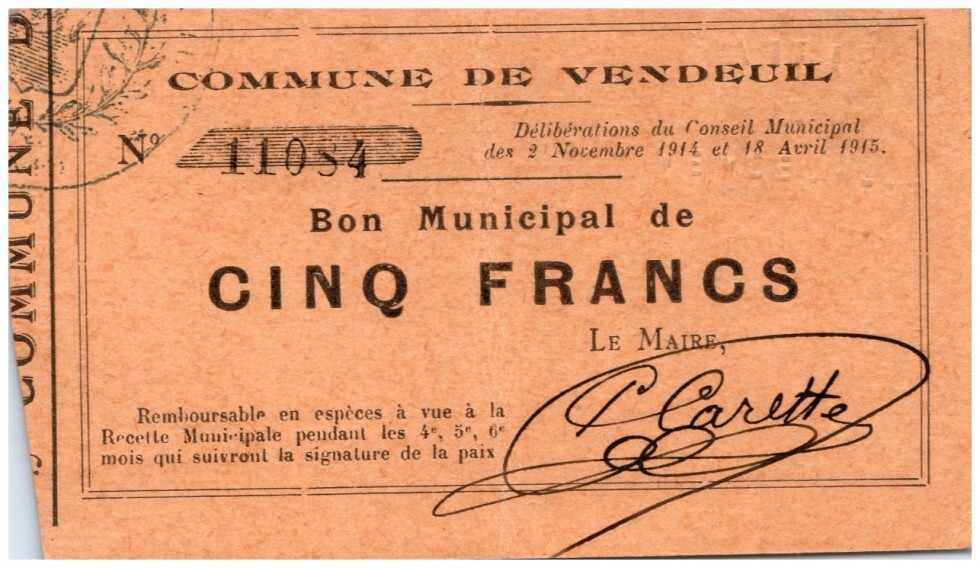 COMMUNE DE VENDEUIL
Nº 11084
Délibérations du Conseil Municipal
des 2 Novembre 1914 et 18 Avril 1915.
Bon Municipal de
CINQ FRANCS
LE MAIRE,
C Carette
Remboursable en espèces à vue à la
Recette Municipale pendant les 4e, 5e, 6e
mois qui suivront la signature de la paix
COMMUNE D